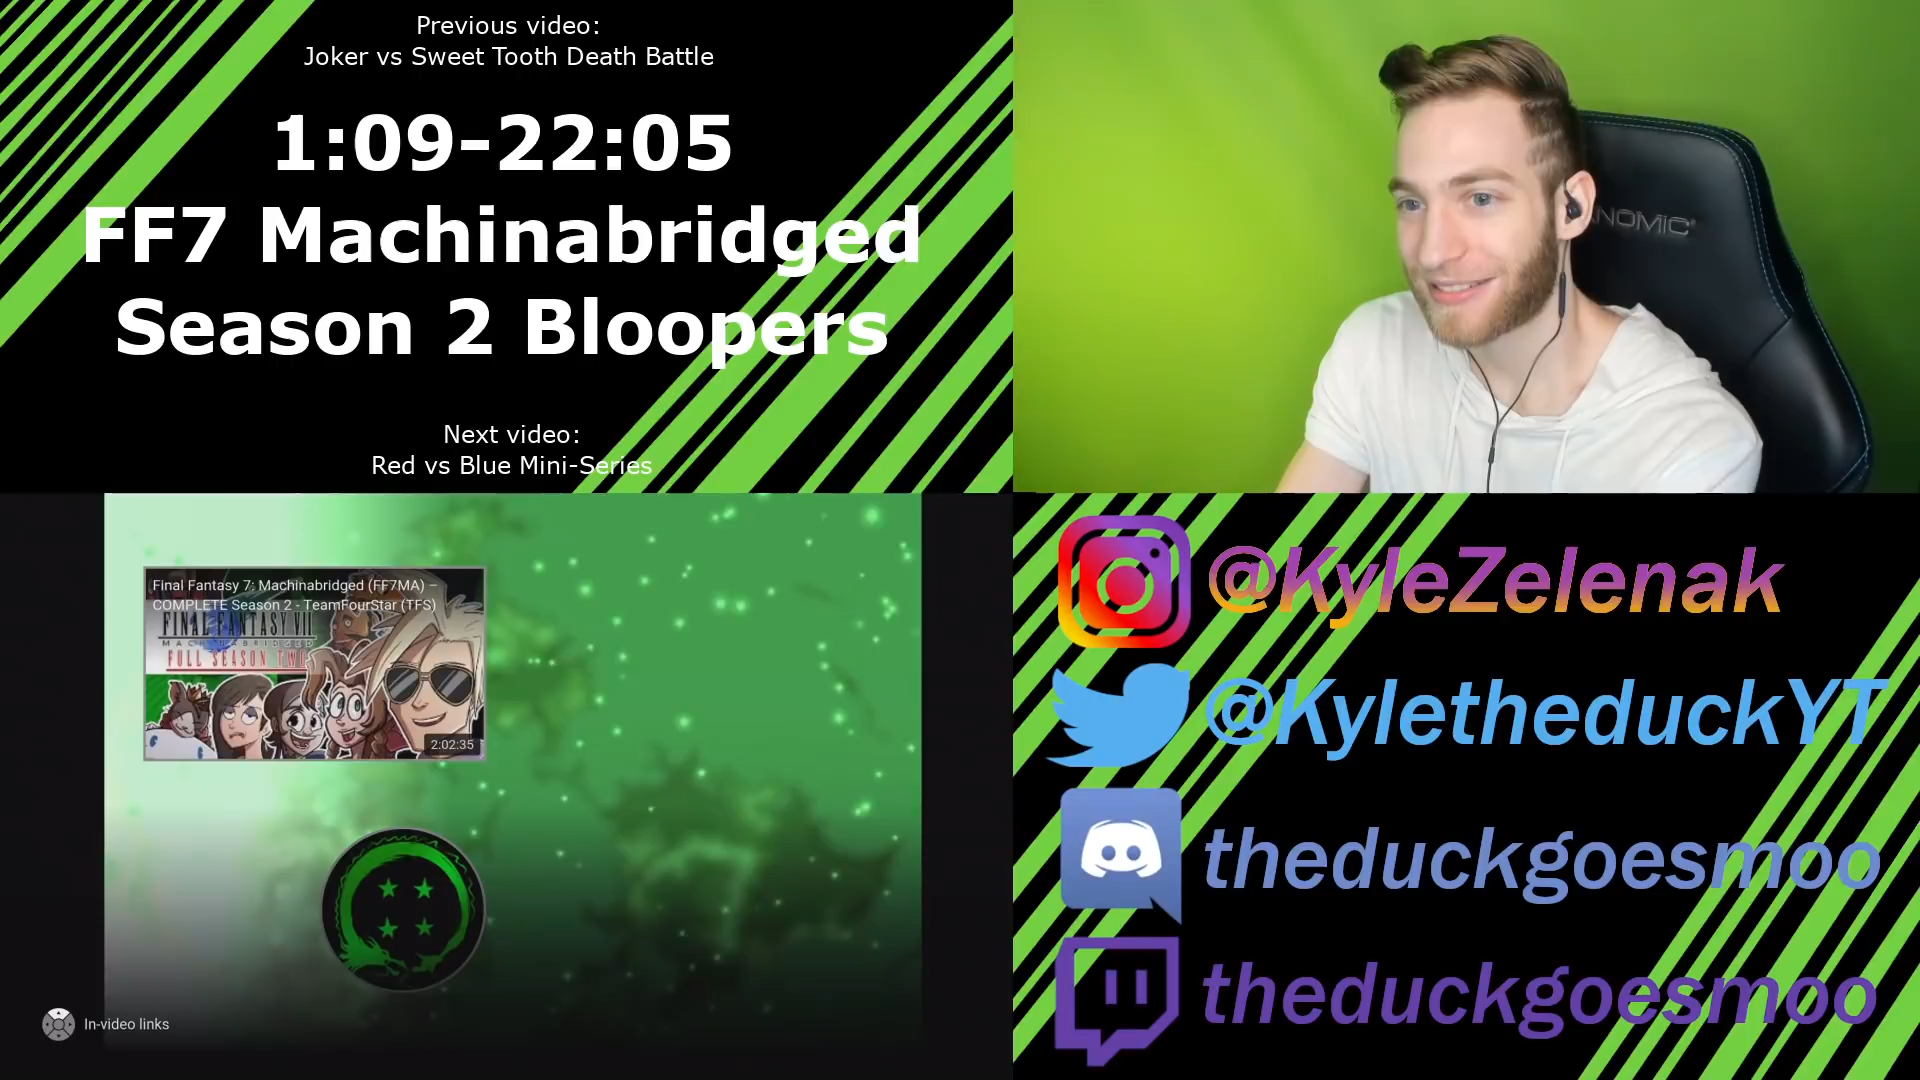 Previous video:
Joker vs Sweet Tooth Death Battle
1:09-22:05
FF7 Machinabridged
Season 2 Bloopers
Next video:
Red vs Blue Mini-Series
NOMIC
Final Fantasy 7: Machinabridged (FF7MA) –
COMPLETE Season 2 - TeamFourStar (TFS)
FINAL FANTASY VII
MACHINABRIDGED
FULL SEASON TWO
2:02:35
In-video links
@KyleZelenak
@KyletheduckYT
theduckgoesmoo
theduckgoesmoo